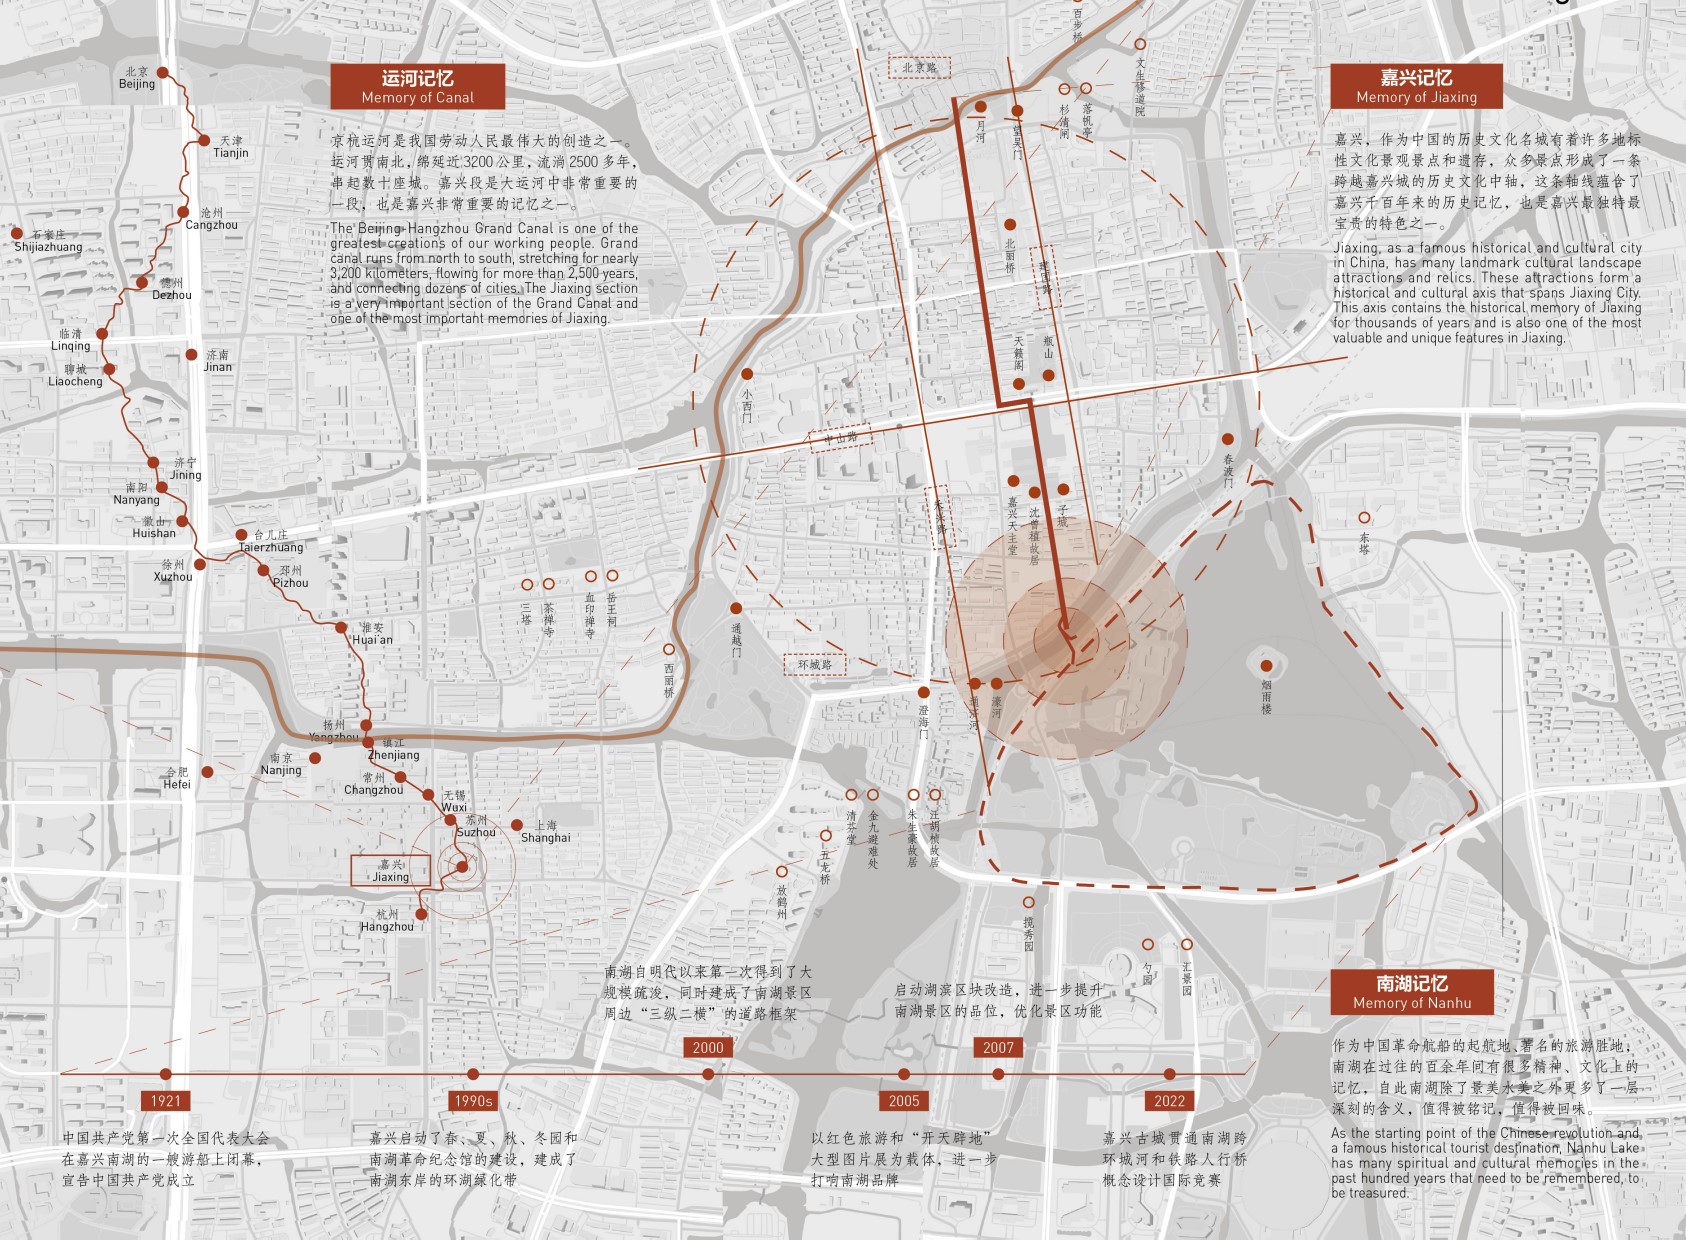 运河记忆
Memory of Canal
京杭运河是我国劳动人民最伟大的创造之一。
运河贯南北，绵延近3200公里，流淌2500多年，
串起数十座城。嘉兴段是大运河中非常重要的
一段，也是嘉兴非常重要的记忆之一。
The Beijing-Hangzhou Grand Canal is one of the
greatest creations of our working people. Grand
canal runs from north to south, stretching for nearly
3,200 kilometers, flowing for more than 2,500 years,
and connecting dozens of cities. The Jiaxing section
is a very important section of the Grand Canal and
one of the most important memories of Jiaxing.
嘉兴记忆
Memory of Jiaxing
嘉兴，作为中国的历史文化名城有着许多地标
性文化景观景点和遗存，众多景点形成了一条
跨越嘉兴城的历史文化中轴，这条轴线蕴含了
嘉兴千百年来的历史记忆，也是嘉兴最独特最
宝贵的特色之一。
Jiaxing, as a famous historical and cultural city
in China, has many landmark cultural landscape
attractions and relics. These attractions form a
historical and cultural axis that spans Jiaxing City.
This axis contains the historical memory of Jiaxing
for thousands of years and is also one of the most
valuable and unique features in Jiaxing.
北京
Beijing
天津
Tianjin
沧州
Cangzhou
石家庄
Shijiazhuang
德州
Dezhou
临清
Linqing
济南
Jinan
聊城
Liaocheng
济宁
Jining
南阳
Nanyang
徽山
Huishan
台儿庄
Taierzhuang
徐州
Xuzhou
邳州
Pizhou
淮安
Huai'an
扬州
Yangzhou
镇江
Zhenjiang
南京
Nanjing
合肥
Hefei
常州
Changzhou
无锡
Wuxi
苏州
Suzhou
上海
Shanghai
嘉兴
Jiaxing
杭州
Hangzhou
百步桥
文生修道院
北京路
杉清闸
落帆亭
月河
望吴门
北丽桥
建国路
天籁阁
瓶山
小西门
中山路
春波门
嘉兴天主堂
沈曾植故居
子城
东塔
三塔
茶禅寺
血印禅寺
岳王祠
通越门
西丽桥
环城路
烟雨楼
澄海门
通济河
濠河
清芬堂
金九避难处
朱生豪故居
汪胡桢故居
五龙桥
放鹤州
揽秀园
勺园
汇景园
南湖自明代以来第一次得到了大
规模疏浚，同时建成了南湖景区
周边“三纵二横”的道路框架
启动湖滨区块改造，进一步提升
南湖景区的品位，优化景区功能
2000
2007
1921
1990s
2005
2022
中国共产党第一次全国代表大会
在嘉兴南湖的一艘游船上闭幕，
宣告中国共产党成立
嘉兴启动了春、夏、秋、冬园和
南湖革命纪念馆的建设，建成了
南湖东岸的环湖绿化带
以红色旅游和“开天辟地”
大型图片展为载体，进一步
打响南湖品牌
嘉兴古城贯通南湖跨
环城河和铁路人行桥
概念设计国际竞赛
南湖记忆
Memory of Nanhu
作为中国革命航船的起航地、著名的旅游胜地，
南湖在过往的百余年间有很多精神、文化上的
记忆，自此南湖除了景美水美之外更多了一层
深刻的含义，值得被铭记，值得被回味。
As the starting point of the Chinese revolution and
a famous historical tourist destination, Nanhu Lake
has many spiritual and cultural memories in the
past hundred years that need to be remembered, to
be treasured.